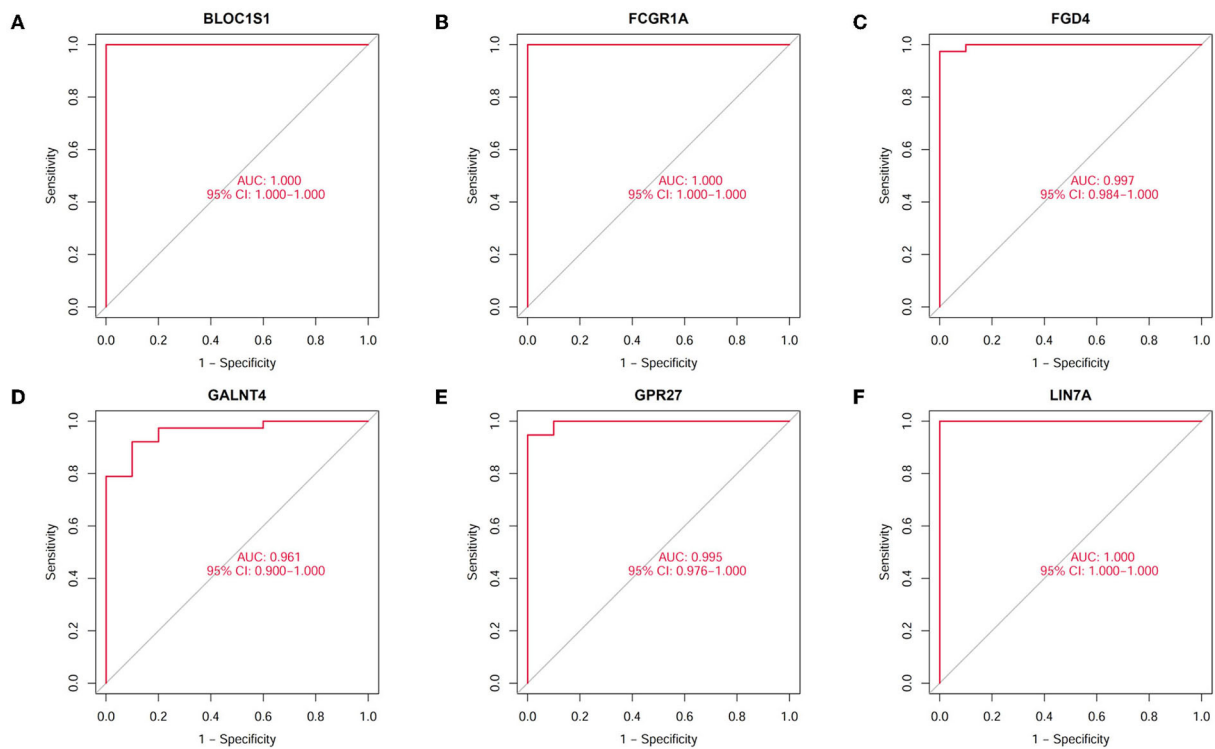 A
BLOC1S1
Sensitivity
0.0 0.2 0.4 0.6 0.8 1.0
AUC: 1.000
95% CI: 1.000–1.000
0.0 0.2 0.4 0.6 0.8 1.0
1 – Specificity
B
FCGR1A
Sensitivity
0.0 0.2 0.4 0.6 0.8 1.0
AUC: 1.000
95% CI: 1.000–1.000
0.0 0.2 0.4 0.6 0.8 1.0
1 – Specificity
C
FGD4
Sensitivity
0.0 0.2 0.4 0.6 0.8 1.0
AUC: 0.997
95% CI: 0.984–1.000
0.0 0.2 0.4 0.6 0.8 1.0
1 – Specificity
D
GALNT4
Sensitivity
0.0 0.2 0.4 0.6 0.8 1.0
AUC: 0.961
95% CI: 0.900–1.000
0.0 0.2 0.4 0.6 0.8 1.0
1 – Specificity
E
GPR27
Sensitivity
0.0 0.2 0.4 0.6 0.8 1.0
AUC: 0.995
95% CI: 0.976–1.000
0.0 0.2 0.4 0.6 0.8 1.0
1 – Specificity
F
LIN7A
Sensitivity
0.0 0.2 0.4 0.6 0.8 1.0
AUC: 1.000
95% CI: 1.000–1.000
0.0 0.2 0.4 0.6 0.8 1.0
1 – Specificity